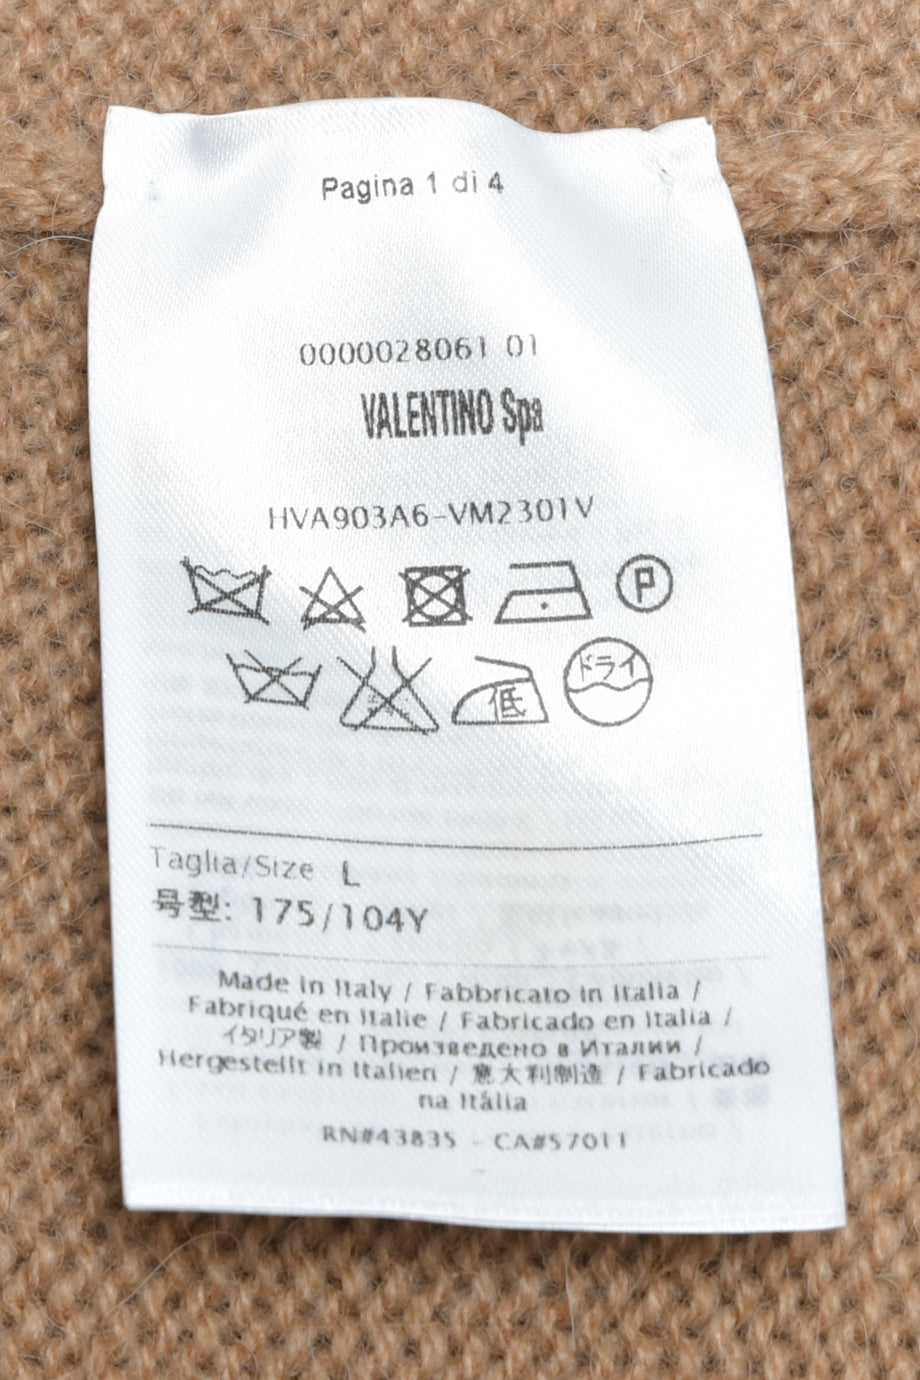 Pagina 1 di 4
0000028061 01
VALENTINO Spa
HVA903A6-VM2301V
P
ドライ
低
Taglia/Size L
号型: 175/104Y
Made in Italy / Fabbricato in Italia /
Fabriqué en Italie / Fabricado en Italia /
イタリア製 / Произведено в Италии /
Hergestellt in Italien / 意大利制造 / Fabricado
na Itália
RN#43835 - CA#57011